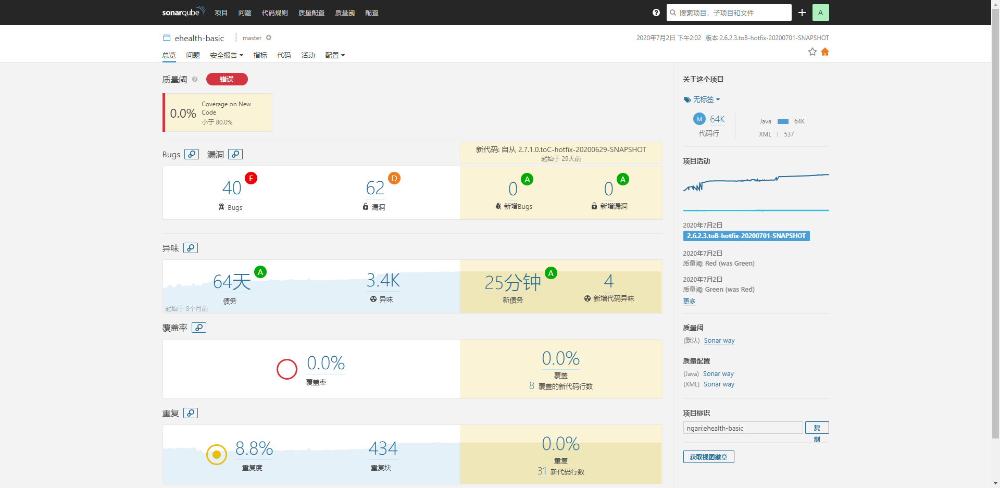 sonarqube 项目 问题 代码规则 质量配置 质量阈 配置 搜索项目，子项目和文件 A
ehealth-basic master 2020年7月2日 下午2:02 版本 2.6.2.3.toB-hotfix-20200701-SNAPSHOT
总览 问题 安全报告 指标 代码 活动 配置
质量阈 错误
0.0%
Coverage on New
Code
小于 80.0%
Bugs 漏洞
新代码: 自从 2.7.1.0.toC-hotfix-20200629-SNAPSHOT
起始于 29天前
40 E
Bugs
62 D
漏洞
0 A
新增Bugs
0 A
新增漏洞
异味
64天 A
债务
起始于 8个月前
3.4K
异味
25分钟 A
新债务
4
新增代码异味
覆盖率
0.0%
覆盖率
0.0%
覆盖
8 覆盖的新代码行数
重复
8.8%
重复度
434
重复块
0.0%
重复
31 新代码行数
关于这个项目
无标签
M 64K
代码行
Java 64K
XML 537
项目活动
2020年7月2日
2.6.2.3.toB-hotfix-20200701-SNAPSHOT
2020年7月2日
质量阈: Red (was Green)
2020年7月2日
质量阈: Green (was Red)
更多
质量阈
(默认) Sonar way
质量配置
(Java) Sonar way
(XML) Sonar way
项目标识
ngari:ehealth-basic 复
制
获取视图徽章